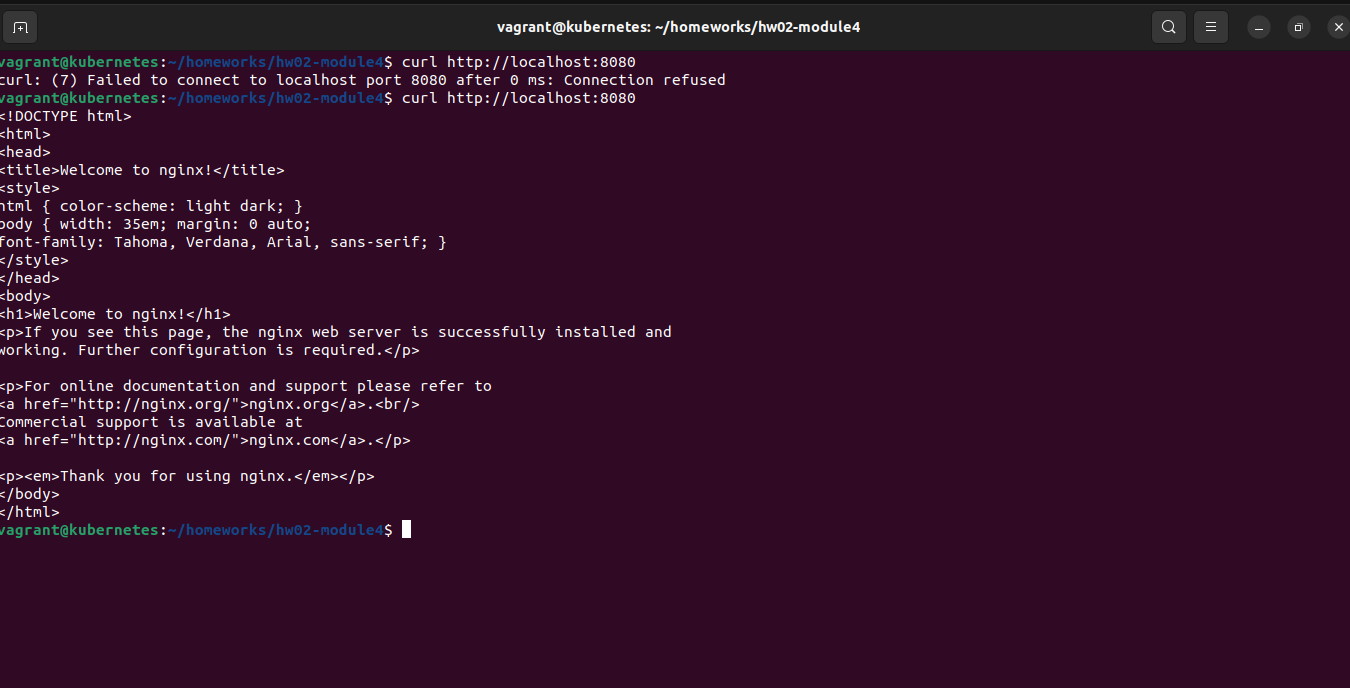 vagrant@kubernetes: ~/homeworks/hw02-module4
vagrant@kubernetes:~/homeworks/hw02-module4$ curl http://localhost:8080
curl: (7) Failed to connect to localhost port 8080 after 0 ms: Connection refused
vagrant@kubernetes:~/homeworks/hw02-module4$ curl http://localhost:8080
<!DOCTYPE html>
<html>
<head>
<title>Welcome to nginx!</title>
<style>
html { color-scheme: light dark; }
body { width: 35em; margin: 0 auto;
font-family: Tahoma, Verdana, Arial, sans-serif; }
</style>
</head>
<body>
<h1>Welcome to nginx!</h1>
<p>If you see this page, the nginx web server is successfully installed and
working. Further configuration is required.</p>

<p>For online documentation and support please refer to
<a href="http://nginx.org/">nginx.org</a>.<br/>
Commercial support is available at
<a href="http://nginx.com/">nginx.com</a>.</p>

<p><em>Thank you for using nginx.</em></p>
</body>
</html>
vagrant@kubernetes:~/homeworks/hw02-module4$